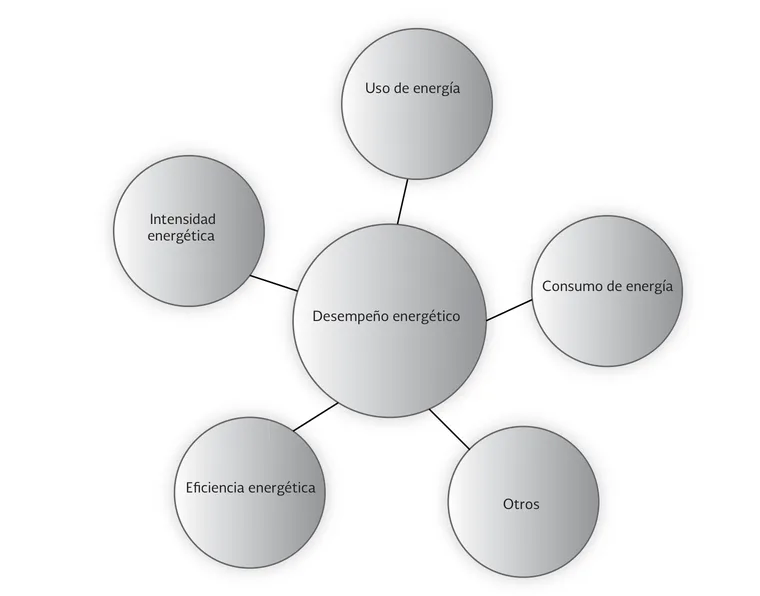 Uso de energía
Intensidad
energética
Consumo de energía
Desempeño energético
Eficiencia energética
Otros